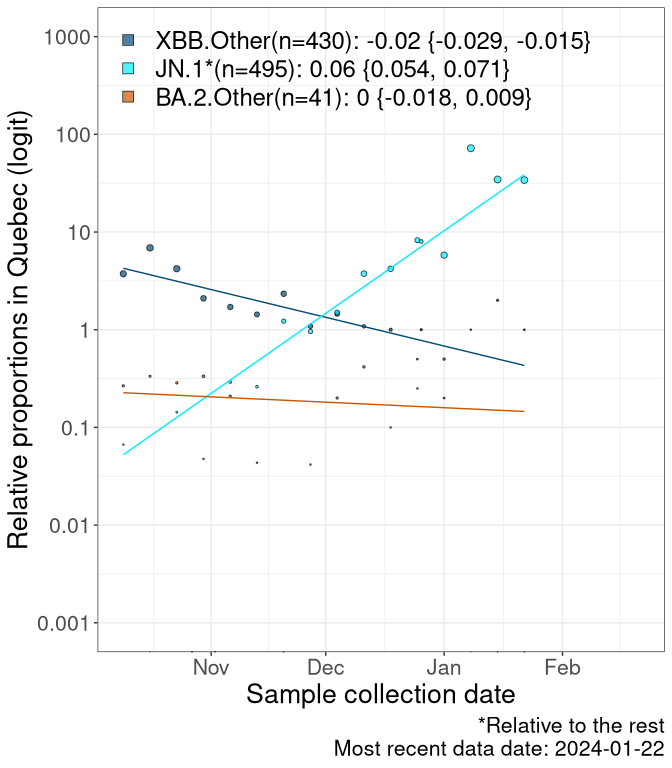 XBB.Other(n=430): -0.02 {-0.029, -0.015}
JN.1*(n=495): 0.06 {0.054, 0.071}
BA.2.Other(n=41): 0 {-0.018, 0.009}
Relative proportions in Quebec (logit)
1000
100
10
1
0.1
0.01
0.001
Nov Dec Jan Feb
Sample collection date
*Relative to the rest
Most recent data date: 2024-01-22